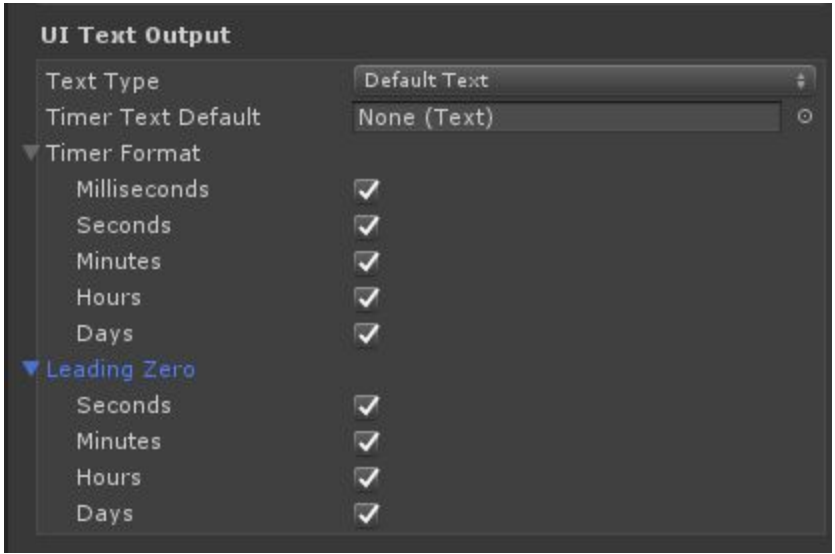 UI Text Output
Text Type Default Text
Timer Text Default None (Text)
Timer Format
Milliseconds
Seconds
Minutes
Hours
Days
Leading Zero
Seconds
Minutes
Hours
Days